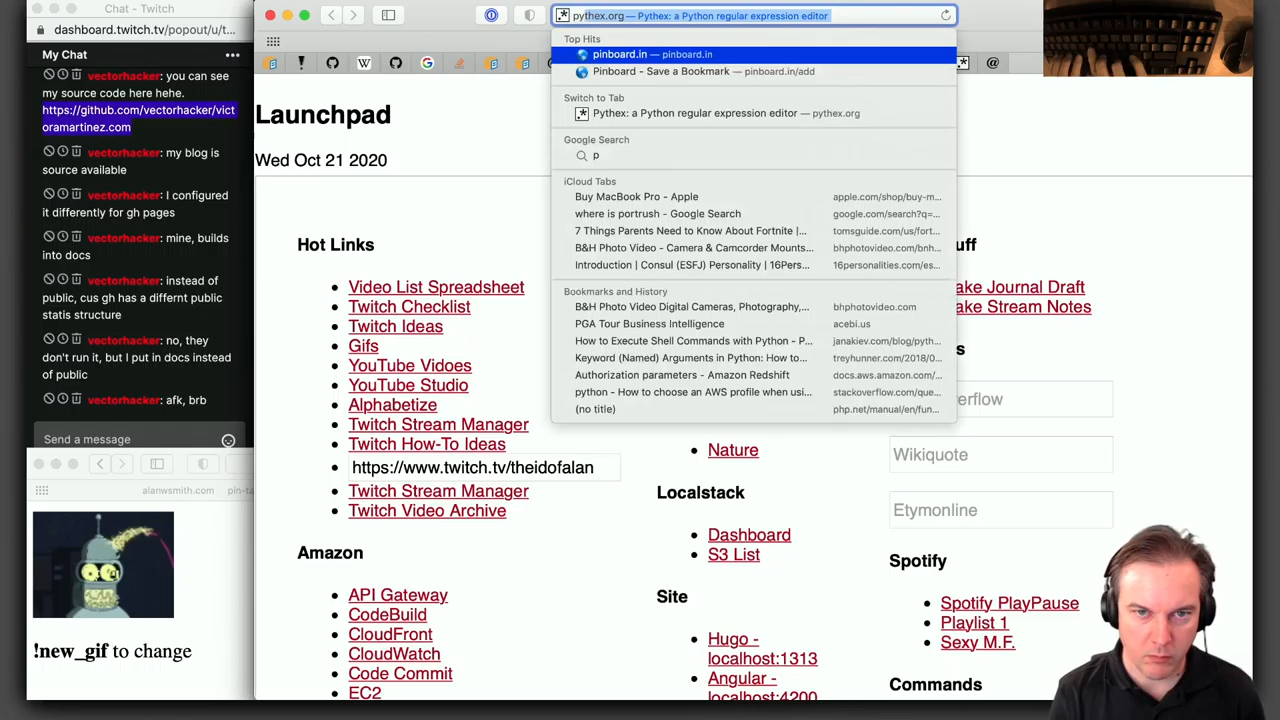 Chat - Twitch
dashboard.twitch.tv/popout/u/t...
My Chat
vectorhacker: you can see
my source code here hehe.
https://github.com/vectorhacker/vict
oramartinez.com
vectorhacker: my blog is
source available
vectorhacker: I configured
it differently for gh pages
vectorhacker: mine, builds
into docs
vectorhacker: instead of
public, cus gh has a differnt public
statis structure
vectorhacker: no, they
don't run it, but I put in docs instead
of public
vectorhacker: afk, brb
Send a message
alanwsmith.com
pin-ta
!new_gif to change
pythex.org — Pythex: a Python regular expression editor
Top Hits
pinboard.in — pinboard.in
Pinboard - Save a Bookmark — pinboard.in/add
Switch to Tab
Pythex: a Python regular expression editor — pythex.org
Google Search
p
iCloud Tabs
Buy MacBook Pro - Apple apple.com/shop/buy-m...
where is portrush - Google Search google.com/search?q=...
7 Things Parents Need to Know About Fortnite |... tomsguide.com/us/fort...
B&H Photo Video - Camera & Camcorder Mounts... bhphotovideo.com/bnh...
Introduction | Consul (ESFJ) Personality | 16Pers... 16personalities.com/es...
Bookmarks and History
B&H Photo Video Digital Cameras, Photography,... bhphotovideo.com
PGA Tour Business Intelligence acebi.us
How to Execute Shell Commands with Python - P... janakiev.com/blog/pyth...
Keyword (Named) Arguments in Python: How to... treyhunner.com/2018/0...
Authorization parameters - Amazon Redshift docs.aws.amazon.com/...
python - How to choose an AWS profile when usi... stackoverflow.com/que...
(no title) php.net/manual/en/fun...
Launchpad
Wed Oct 21 2020
Hot Links
Video List Spreadsheet
Twitch Checklist
Twitch Ideas
Gifs
YouTube Vidoes
YouTube Studio
Alphabetize
Twitch Stream Manager
Twitch How-To Ideas
https://www.twitch.tv/theidofalan
Twitch Stream Manager
Twitch Video Archive
Amazon
API Gateway
CodeBuild
CloudFront
CloudWatch
Code Commit
EC2
Nature
Localstack
Dashboard
S3 List
Site
Hugo -
localhost:1313
Angular -
localhost:4200
uff
ake Journal Draft
ake Stream Notes
s
erflow
Wikiquote
Etymonline
Spotify
Spotify PlayPause
Playlist 1
Sexy M.F.
Commands